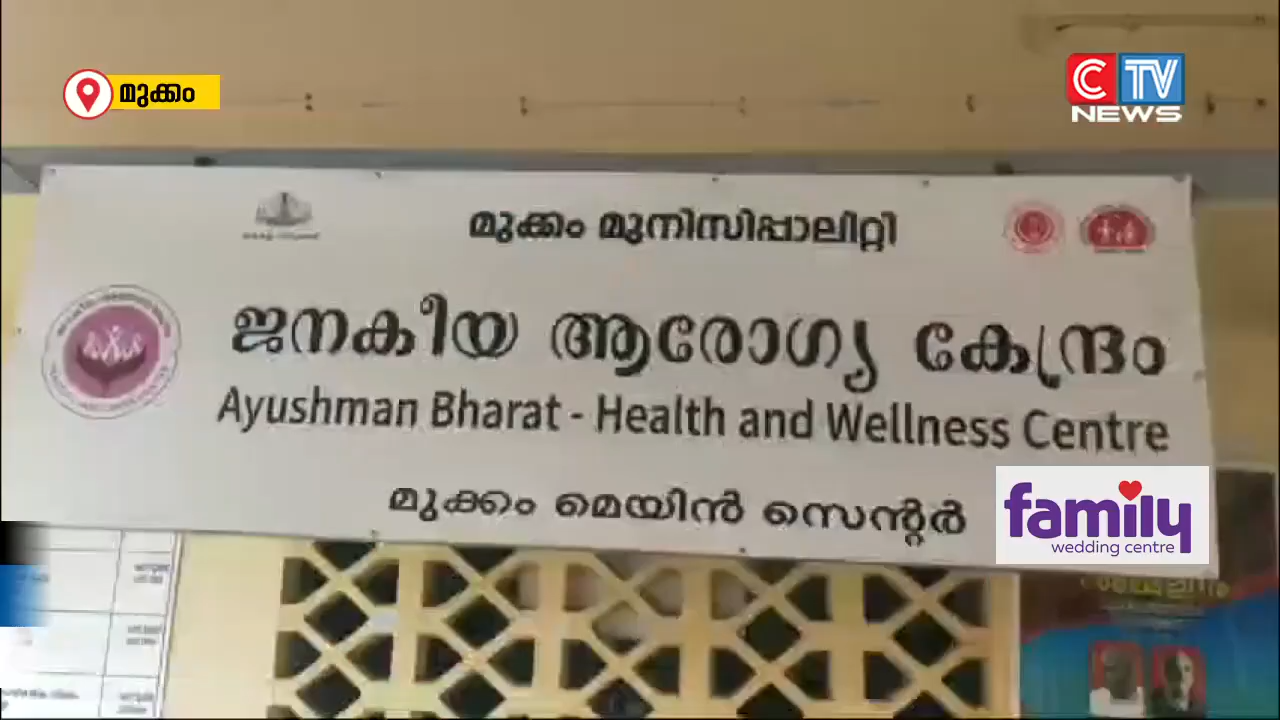 മുക്കം
CTV
NEWS
മുക്കം മുനിസിപ്പാലിറ്റി
ജനകീയ ആരോഗ്യ കേന്ദ്രം
Ayushman Bharat - Health and Wellness Centre
മുക്കം മെയിൻ സെന്റർ
family
wedding centre